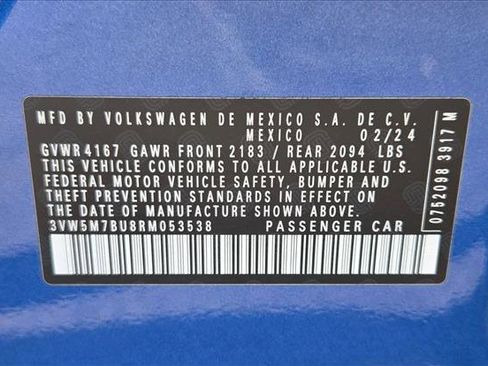 MFD BY VOLKSWAGEN DE MEXICO S.A. DE C.V.
MEXICO 02/24
GVWR 4167 GAWR FRONT 2183 / REAR 2094 LBS
THIS VEHICLE CONFORMS TO ALL APPLICABLE U.S.
FEDERAL MOTOR VEHICLE SAFETY, BUMPER AND
THEFT PREVENTION STANDARDS IN EFFECT ON
THE DATE OF MANUFACTURE SHOWN ABOVE
3VW5M7BU8RM053538 PASSENGER CAR
0752098 3917 M